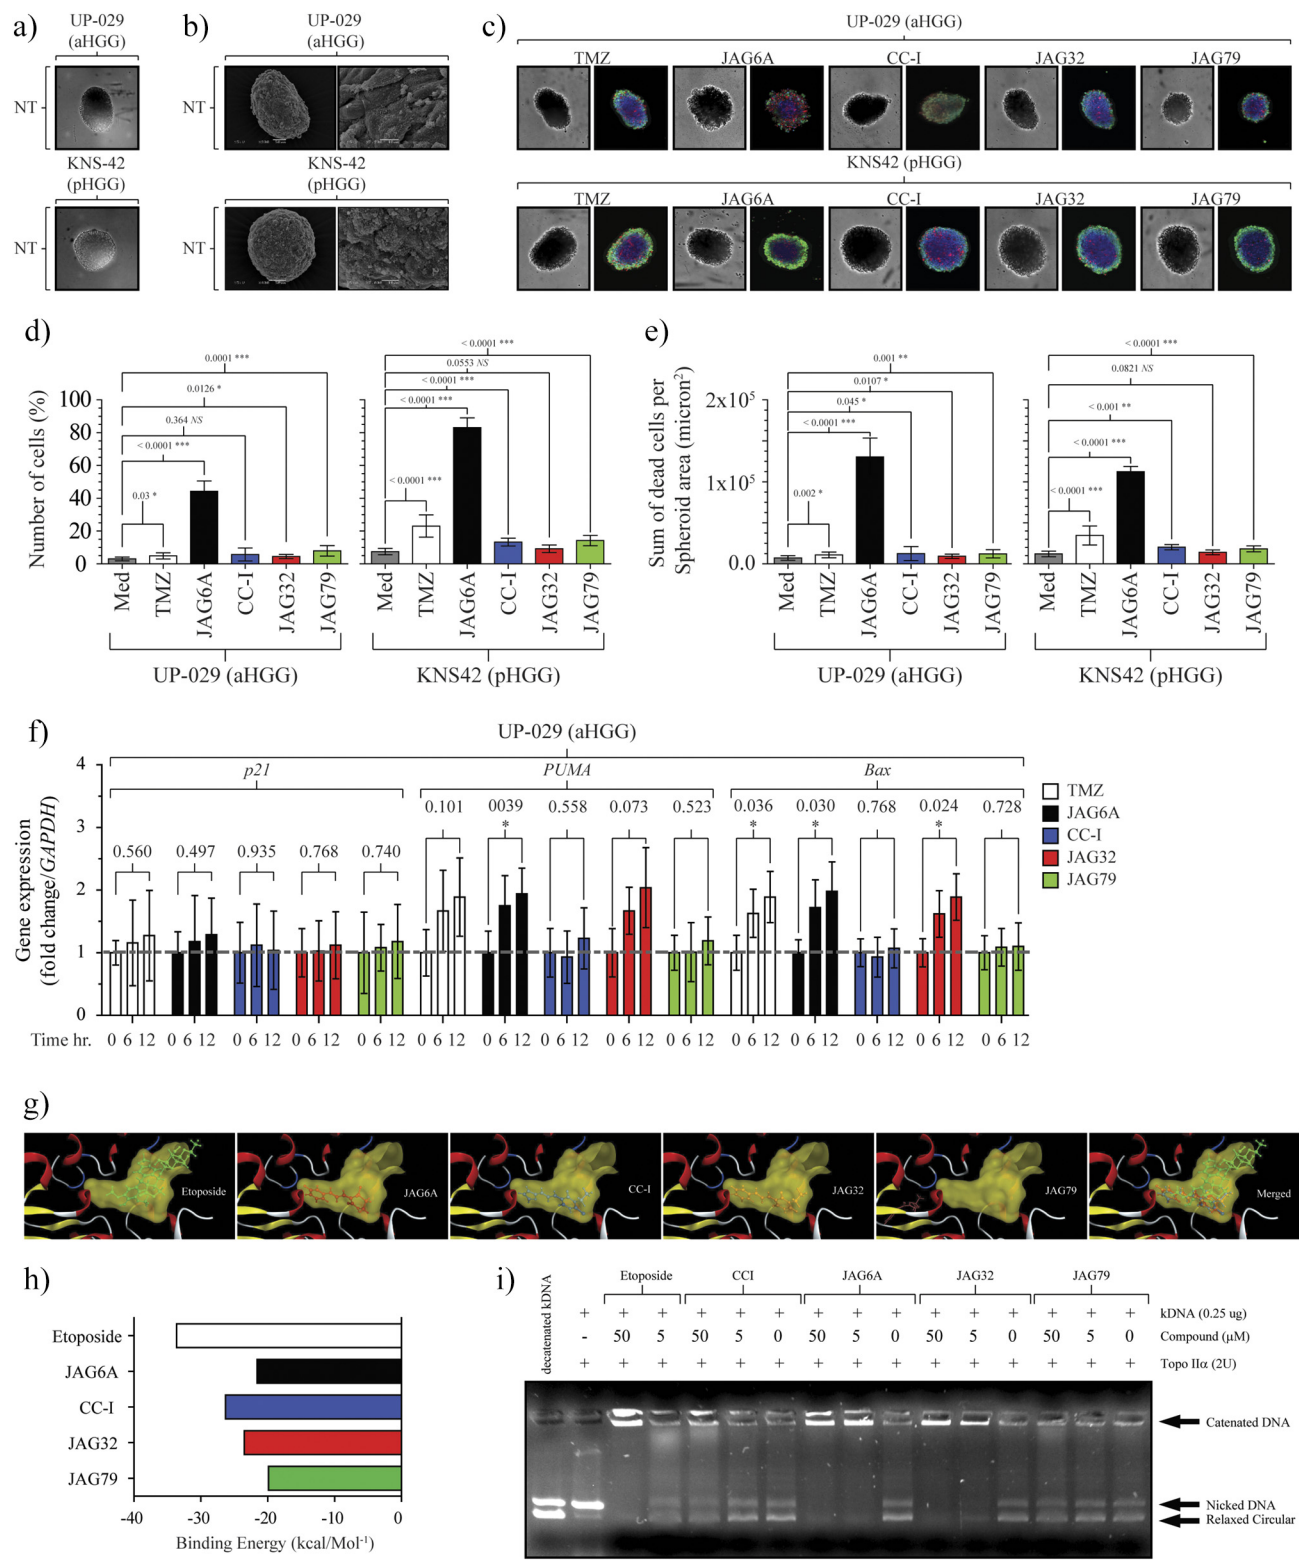 a)
UP-029
(aHGG)
NT
KNS-42
(pHGG)
NT
b)
UP-029
(aHGG)
NT
KNS-42
(pHGG)
NT
c)
UP-029 (aHGG)
TMZ JAG6A CC-I JAG32 JAG79
KNS42 (pHGG)
TMZ JAG6A CC-I JAG32 JAG79
d)
Number of cells (%)
100
80
60
40
20
0
0.0001 ***
0.0126 *
0.364 NS
< 0.0001 ***
0.03 *
Med TMZ JAG6A CC-I JAG32 JAG79
UP-029 (aHGG)
< 0.0001 ***
0.0553 NS
< 0.0001 ***
< 0.0001 ***
< 0.0001 ***
Med TMZ JAG6A CC-I JAG32 JAG79
KNS42 (pHGG)
e)
Sum of dead cells per
Spheroid area (micron²)
2x10⁵
1x10⁵
0.0
0.001 **
0.0107 *
0.045 *
< 0.0001 ***
0.002 *
Med TMZ JAG6A CC-I JAG32 JAG79
UP-029 (aHGG)
< 0.0001 ***
0.0821 NS
< 0.001 **
< 0.0001 ***
< 0.0001 ***
Med TMZ JAG6A CC-I JAG32 JAG79
KNS42 (pHGG)
f)
UP-029 (aHGG)
Gene expression
(fold change/GAPDH)
4
3
2
1
0
p21 PUMA Bax
0.560 0.497 0.935 0.768 0.740
0.101 0039 0.558 0.073 0.523
0.036 0.030 0.768 0.024 0.728
* * * *
TMZ
JAG6A
CC-I
JAG32
JAG79
Time hr. 0 6 12 0 6 12 0 6 12 0 6 12 0 6 12 0 6 12 0 6 12 0 6 12 0 6 12 0 6 12 0 6 12 0 6 12 0 6 12 0 6 12 0 6 12
g)
Etoposide JAG6A CC-I JAG32 JAG79 Merged
h)
Etoposide
JAG6A
CC-I
JAG32
JAG79
-40 -30 -20 -10 0
Binding Energy (kcal/Mol⁻¹)
i)
decatenated kDNA
Etoposide CCI JAG6A JAG32 JAG79
+ + + + + + + + + + + + + + + kDNA (0.25 ug)
- 50 5 50 5 0 50 5 0 50 5 0 50 5 0 Compound (μM)
+ + + + + + + + + + + + + + + Topo IIα (2U)
Catenated DNA
Nicked DNA
Relaxed Circular